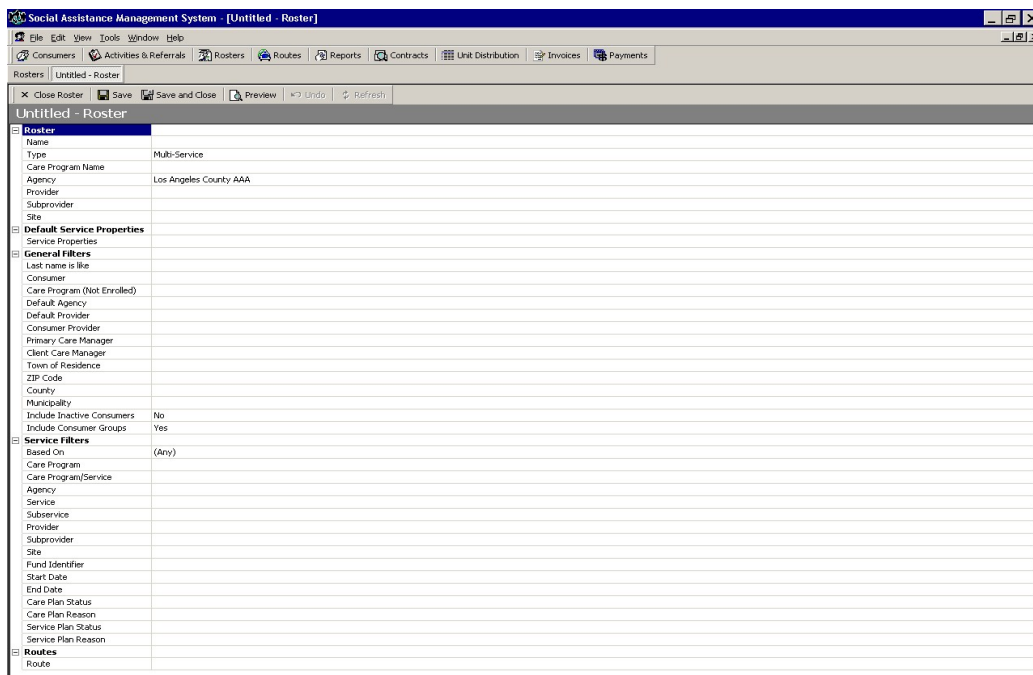 Social Assistance Management System - [Untitled - Roster]
File Edit View Tools Window Help
Consumers Activities & Referrals Rosters Routes Reports Contracts Unit Distribution Invoices Payments
Rosters Untitled - Roster
Close Roster Save Save and Close Preview Undo Refresh
Untitled - Roster
Roster
Name
Type Multi-Service
Care Program Name
Agency Los Angeles County AAA
Provider
Subprovider
Site
Default Service Properties
Service Properties
General Filters
Last name is like
Consumer
Care Program (Not Enrolled)
Default Agency
Default Provider
Consumer Provider
Primary Care Manager
Client Care Manager
Town of Residence
ZIP Code
County
Municipality
Include Inactive Consumers No
Include Consumer Groups Yes
Service Filters
Based On (Any)
Care Program
Care Program/Service
Agency
Service
Subservice
Provider
Subprovider
Site
Fund Identifier
Start Date
End Date
Care Plan Status
Care Plan Reason
Service Plan Status
Service Plan Reason
Routes
Route